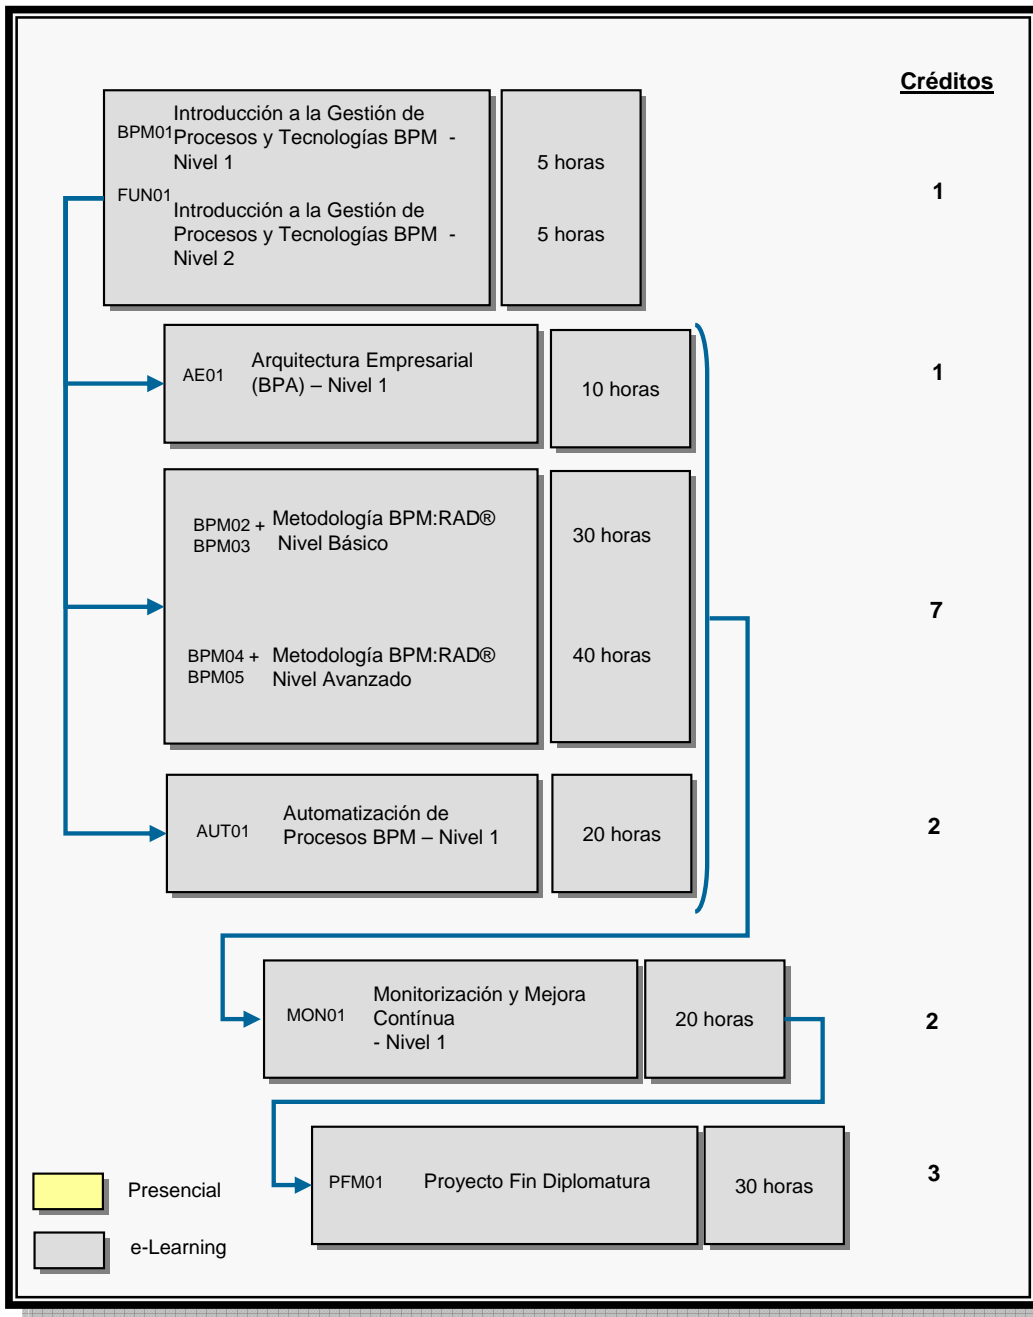 Créditos
BPM01
Introducción a la Gestión de
Procesos y Tecnologías BPM -
Nivel 1
5 horas
FUN01
Introducción a la Gestión de
Procesos y Tecnologías BPM -
Nivel 2
5 horas
1
AE01
Arquitectura Empresarial
(BPA) – Nivel 1
10 horas
1
BPM02 +
BPM03
Metodología BPM:RAD®
Nivel Básico
30 horas
BPM04 +
BPM05
Metodología BPM:RAD®
Nivel Avanzado
40 horas
7
AUT01
Automatización de
Procesos BPM – Nivel 1
20 horas
2
MON01
Monitorización y Mejora
Contínua
- Nivel 1
20 horas
2
PFM01
Proyecto Fin Diplomatura
30 horas
3
Presencial
e-Learning